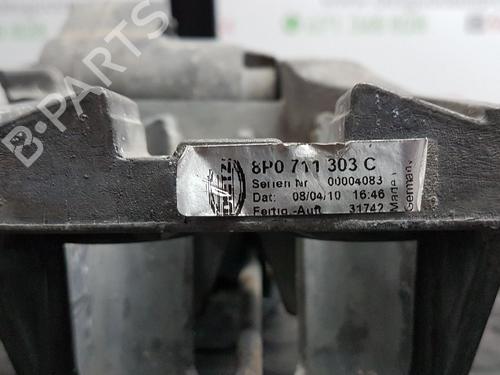 B-PARTS
8P0 711 303 C
Serien Nr 00004083
Dat: 08/04/10 16:46
Fertig.-Auft 31742
Made in
Germany